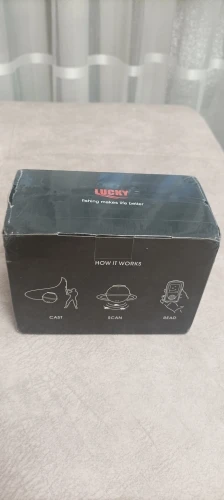 LUCKY
fishing makes life better
HOW IT WORKS
CAST
SCAN
READ